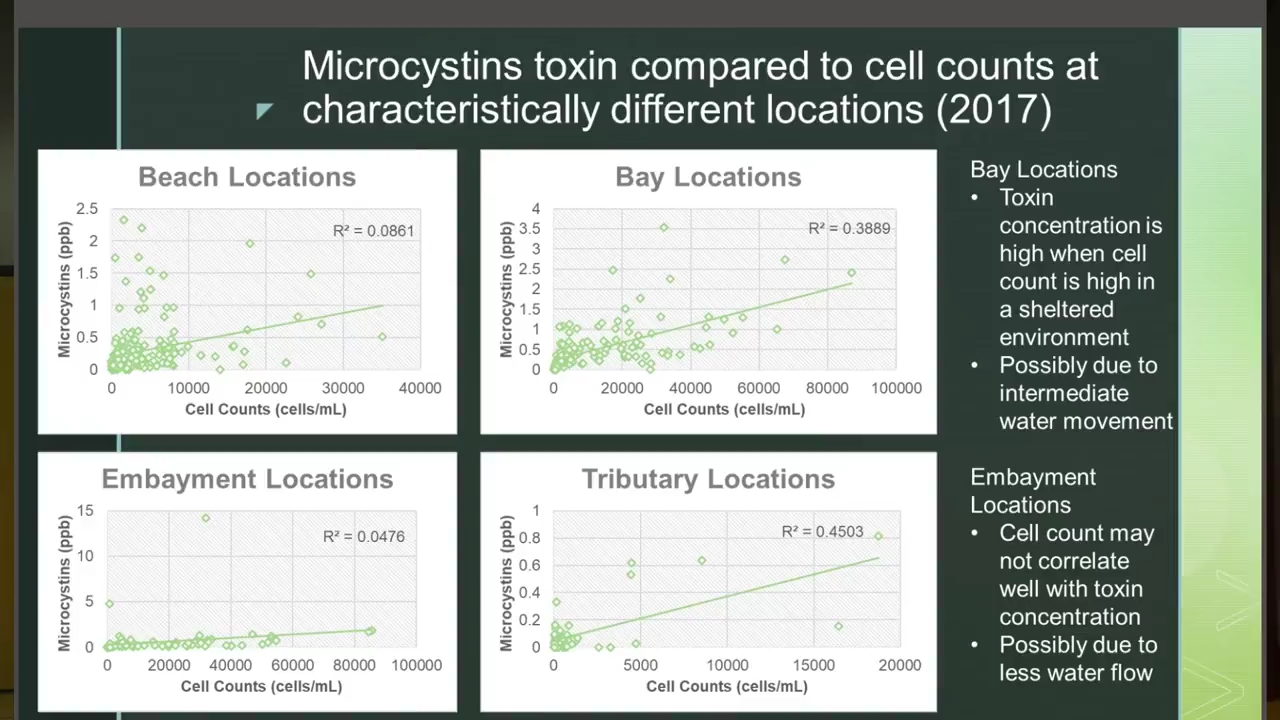 Microcystins toxin compared to cell counts at
characteristically different locations (2017)
Beach Locations
2.5
2
1.5
1
0.5
0
Microcystins (ppb)
R² = 0.0861
0 10000 20000 30000 40000
Cell Counts (cells/mL)
Bay Locations
4
3.5
3
2.5
2
1.5
1
0.5
0
Microcystins (ppb)
R² = 0.3889
0 20000 40000 60000 80000 100000
Cell Counts (cells/mL)
Embayment Locations
15
10
5
0
Microcystins (ppb)
R² = 0.0476
0 20000 40000 60000 80000 100000
Cell Counts (cells/mL)
Tributary Locations
1
0.8
0.6
0.4
0.2
0
Microcystins (ppb)
R² = 0.4503
0 5000 10000 15000 20000
Cell Counts (cells/mL)
Bay Locations
• Toxin
concentration is
high when cell
count is high in
a sheltered
environment
• Possibly due to
intermediate
water movement
Embayment
Locations
• Cell count may
not correlate
well with toxin
concentration
• Possibly due to
less water flow